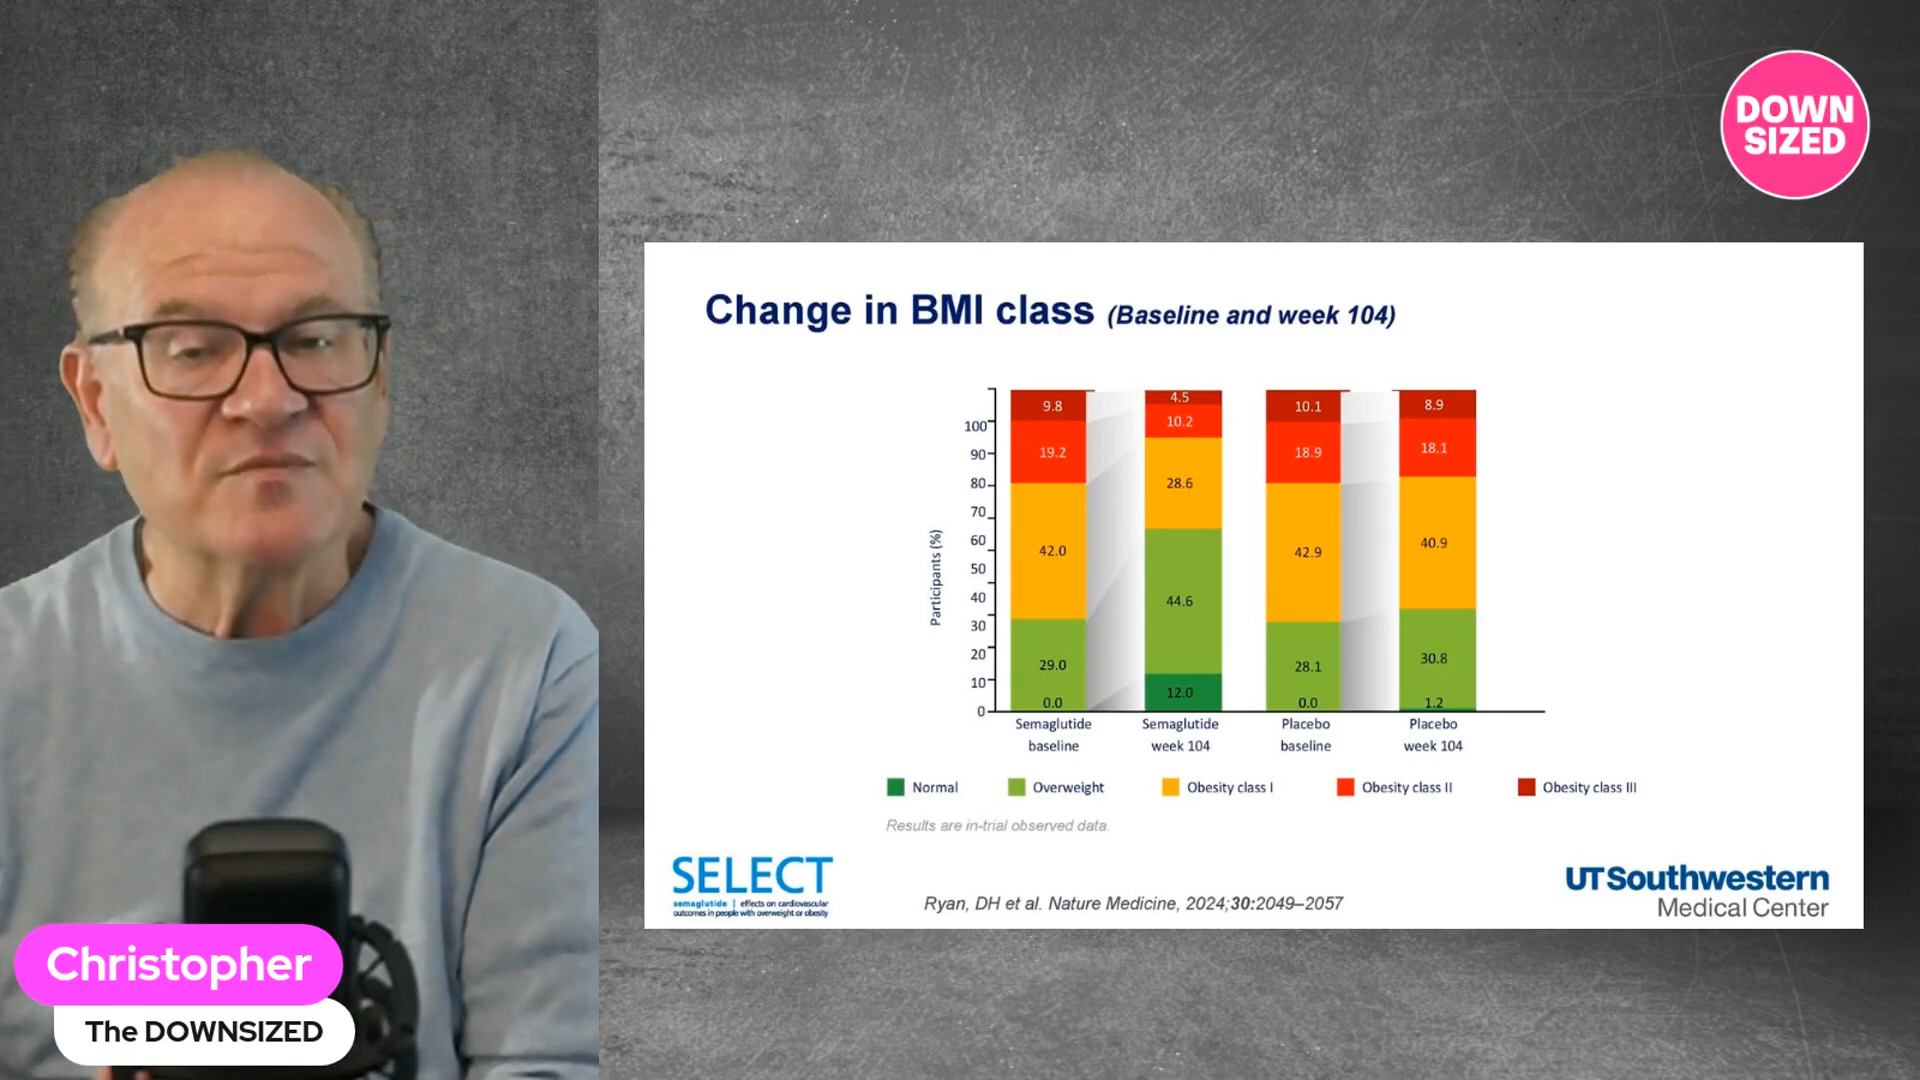 DOWN
SIZED
Change in BMI class (Baseline and week 104)
Participants (%)
100
90
80
70
60
50
40
30
20
10
0
9.8
19.2
42.0
29.0
0.0
4.5
10.2
28.6
44.6
12.0
10.1
18.9
42.9
28.1
0.0
8.9
18.1
40.9
30.8
1.2
Semaglutide
baseline
Semaglutide
week 104
Placebo
baseline
Placebo
week 104
Normal
Overweight
Obesity class I
Obesity class II
Obesity class III
Results are in-trial observed data.
SELECT
semaglutide | effects on cardiovascular
outcomes in people with overweight or obesity
Ryan, DH et al. Nature Medicine, 2024;30:2049–2057
UTSouthwestern
Medical Center
Christopher
The DOWNSIZED